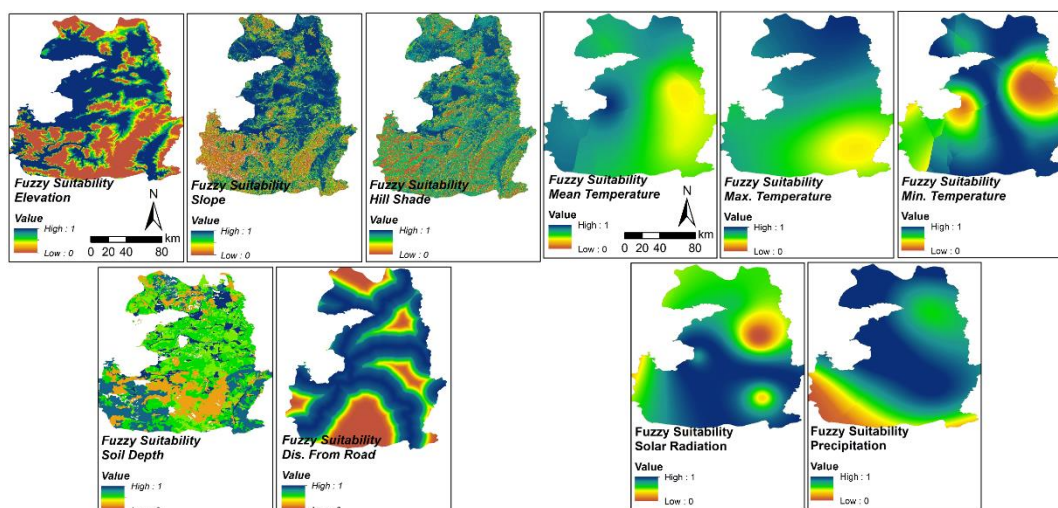 Fuzzy Suitability
Elevation
Value
High : 1
Low : 0
N
km
0 20 40 80
Fuzzy Suitability
Slope
Value
High : 1
Low : 0
Fuzzy Suitability
Hill Shade
Value
High : 1
Low : 0
Fuzzy Suitability
Mean Temperature
Value
High : 1
Low : 0
N
km
0 20 40 80
Fuzzy Suitability
Max. Temperature
Value
High : 1
Low : 0
Fuzzy Suitability
Min. Temperature
Value
High : 1
Low : 0
Fuzzy Suitability
Soil Depth
Value
High : 1
Fuzzy Suitability
Dis. From Road
Value
High : 1
Fuzzy Suitability
Solar Radiation
Value
High : 1
Low : 0
Fuzzy Suitability
Precipitation
Value
High : 1
Low : 0